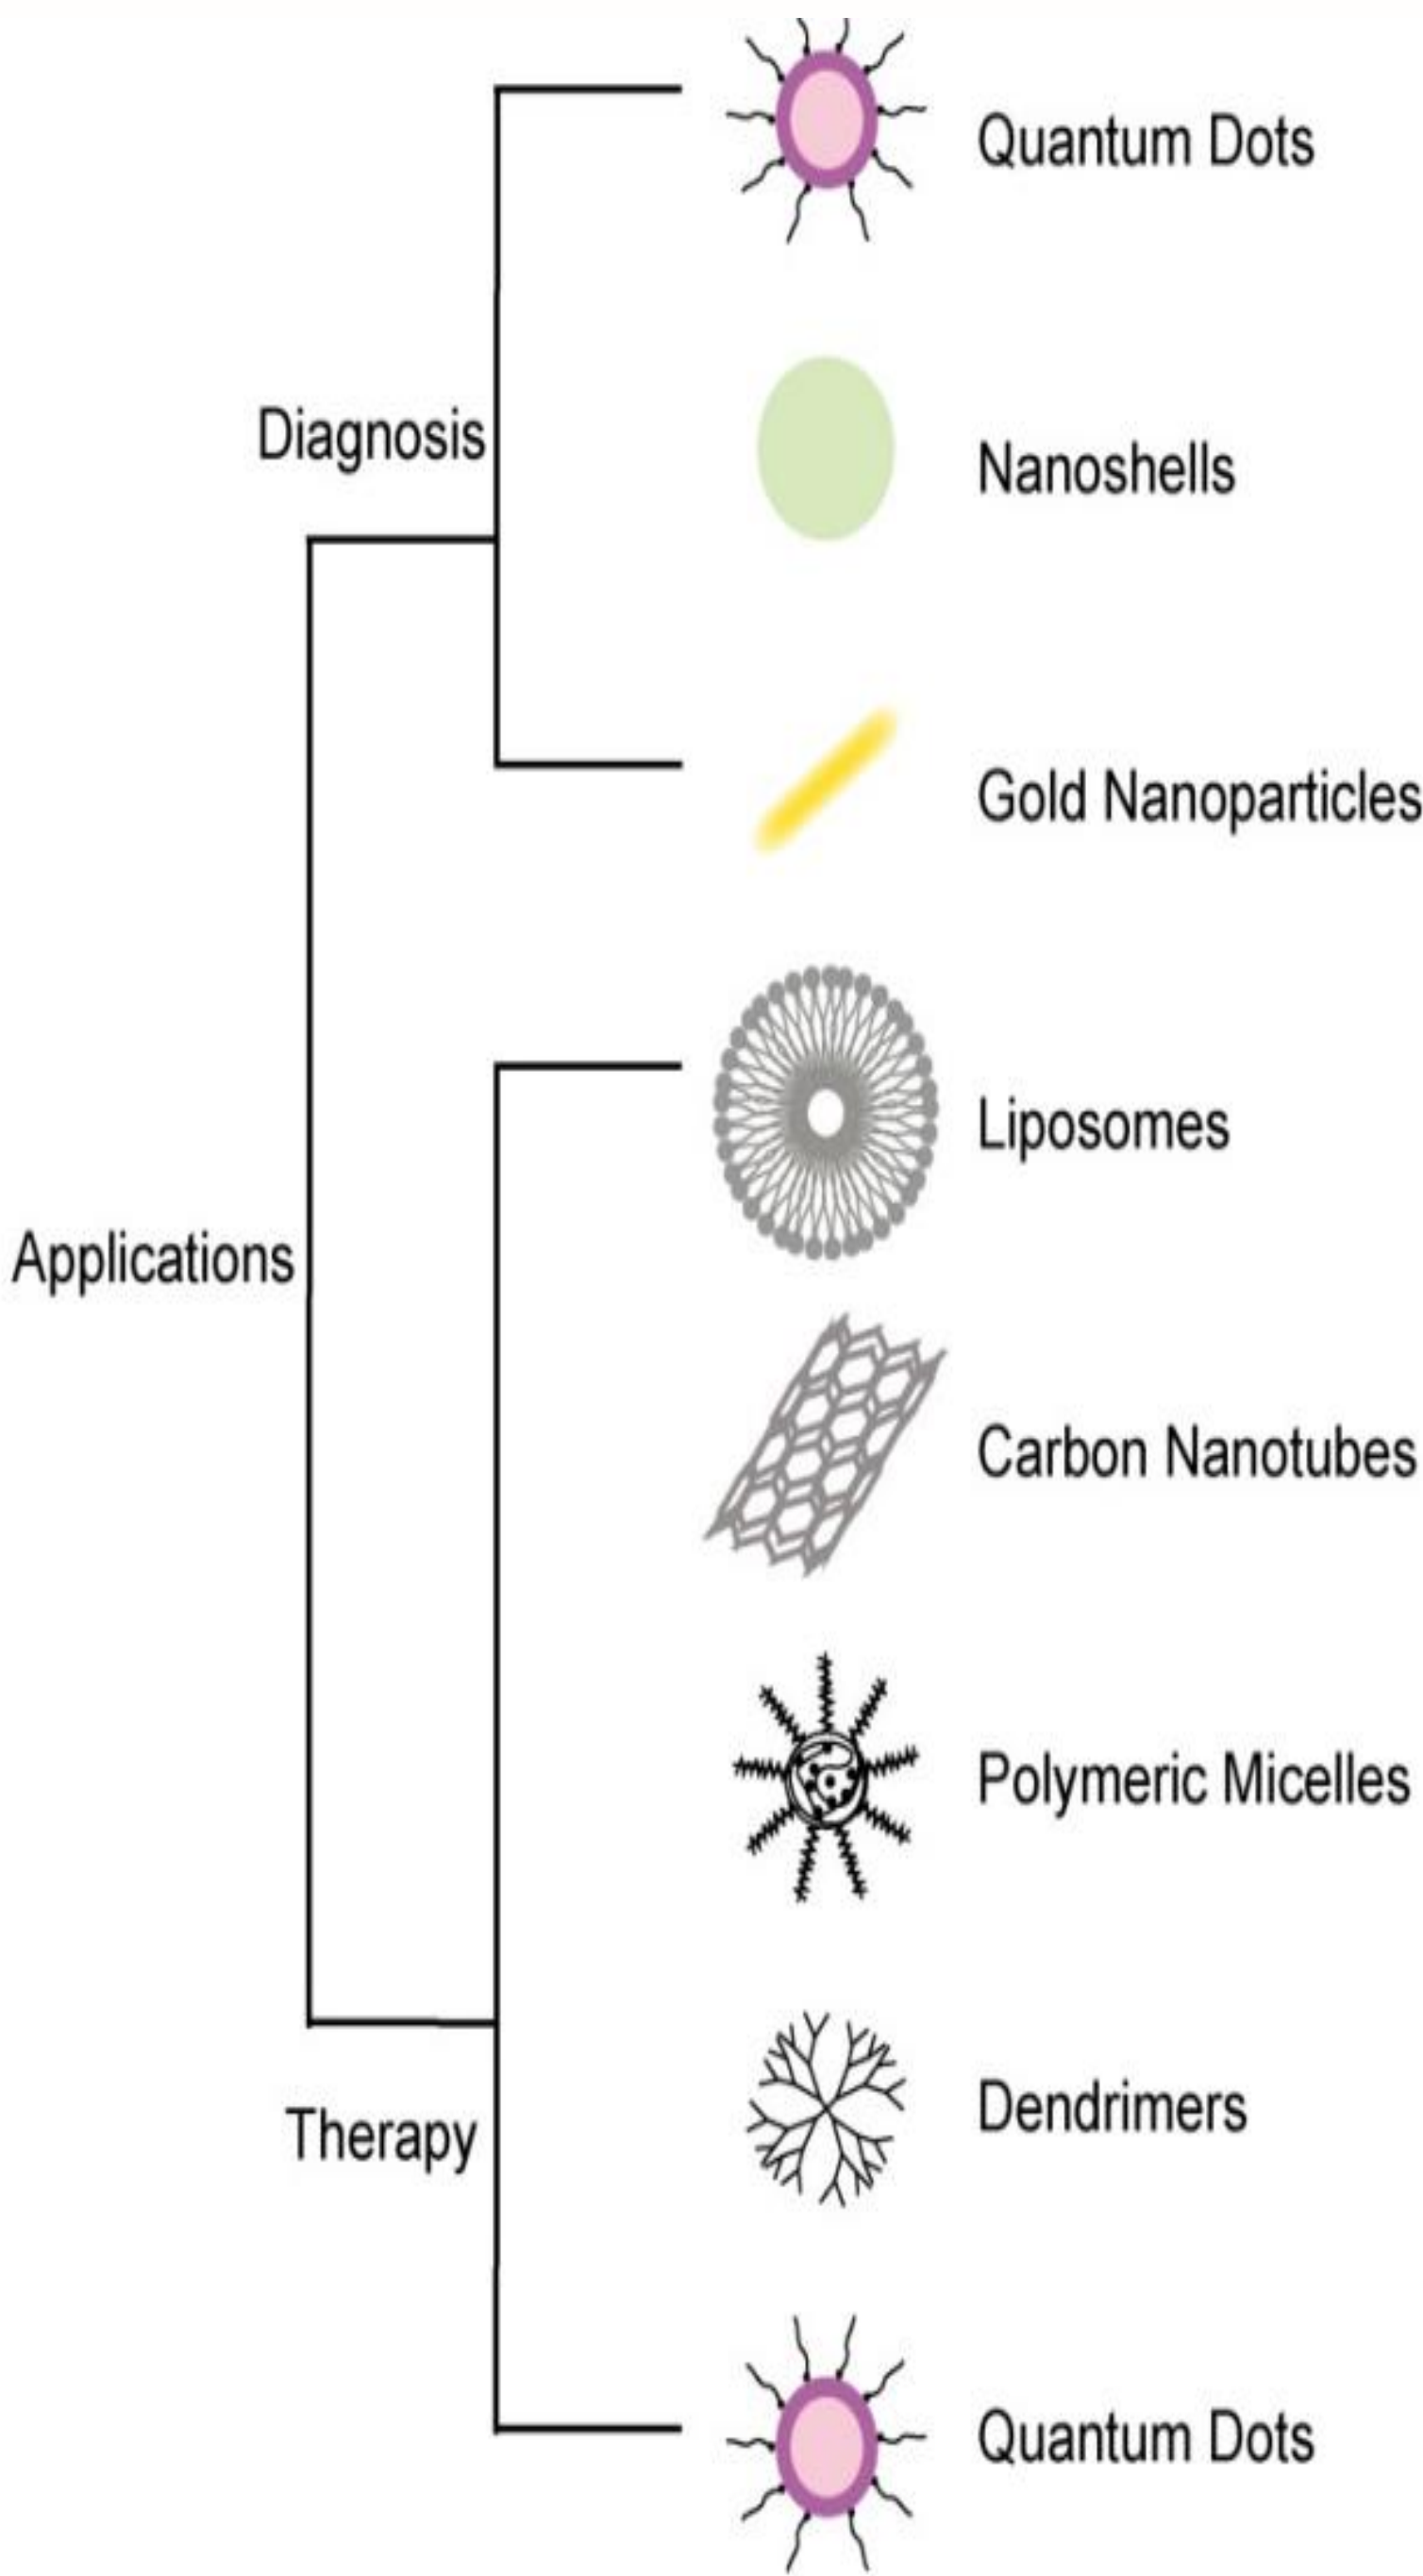 Quantum Dots
Diagnosis
Nanoshells
Gold Nanoparticles
Liposomes
Applications
Carbon Nanotubes
Polymeric Micelles
Dendrimers
Therapy
Quantum Dots